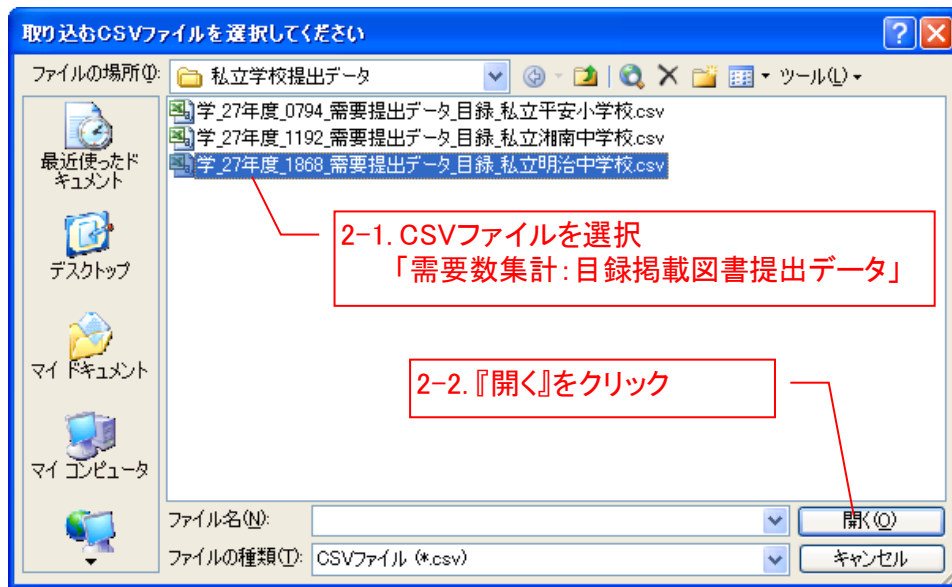 取り込むCSVファイルを選択してください
ファイルの場所(I):
私立学校提出データ
ツール(L)
学_27年度_0794_需要提出データ_目録_私立平安小学校.csv
学_27年度_1192_需要提出データ_目録_私立湘南中学校.csv
学_27年度_1868_需要提出データ_目録_私立明治中学校.csv
最近使ったド
キュメント
デスクトップ
マイ ドキュメント
マイ コンピュータ
2-1. CSVファイルを選択
「需要数集計：目録掲載図書提出データ」
2-2.『開く』をクリック
ファイル名(N):
開く(O)
ファイルの種類(T):
CSVファイル (*.csv)
キャンセル